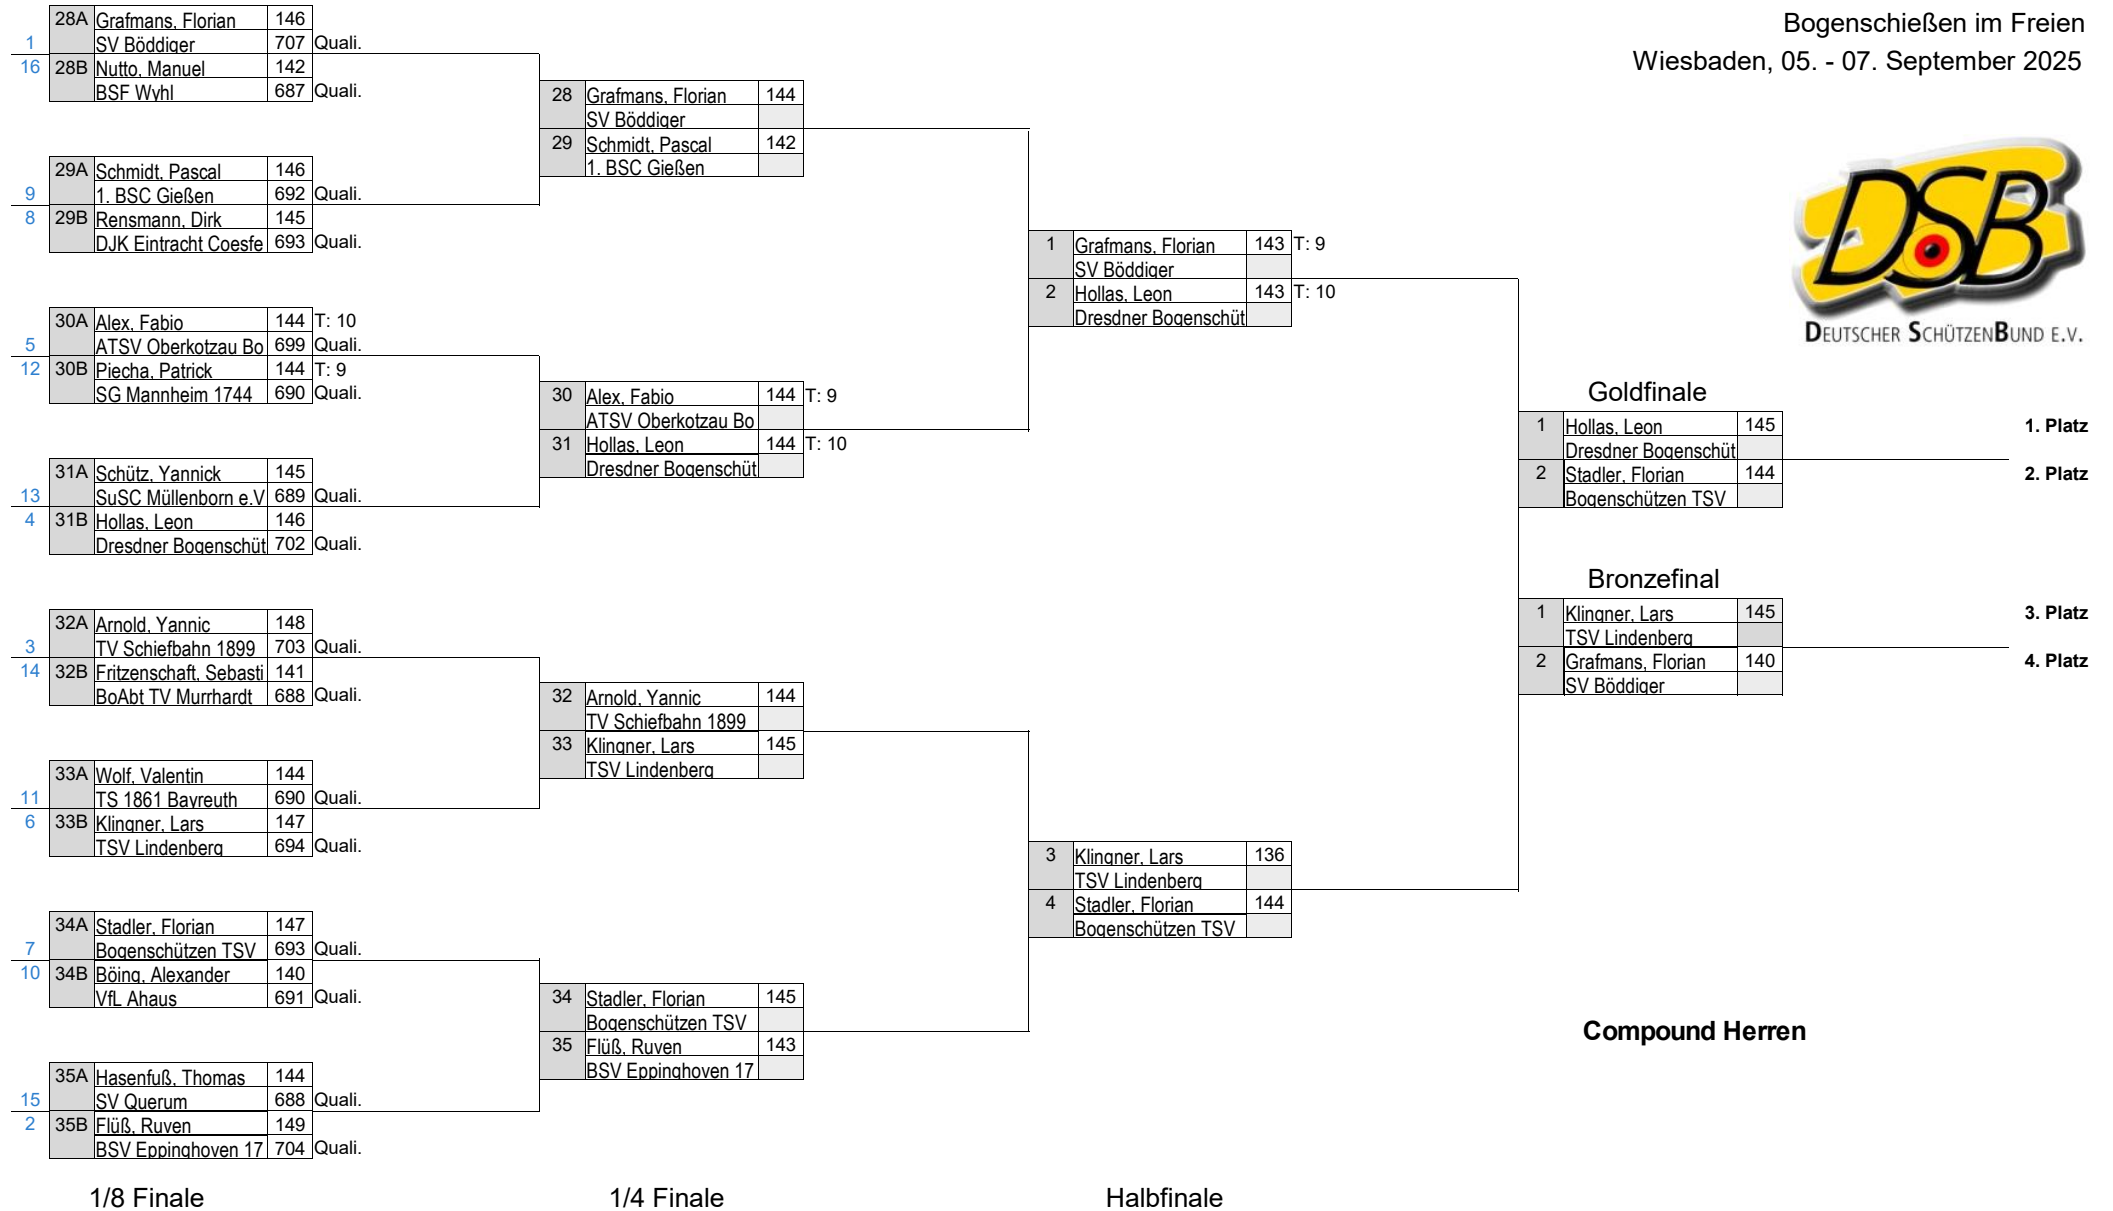 Bogenschießen im Freien
Wiesbaden, 05. - 07. September 2025
DSB
DEUTSCHER SCHÜTZENBUND E.V.
28A Grafmans, Florian 146
1 SV Böddiger 707 Quali.
16 28B Nutto, Manuel 142
BSF Wyhl 687 Quali.
29A Schmidt, Pascal 146
9 1. BSC Gießen 692 Quali.
8 29B Rensmann, Dirk 145
DJK Eintracht Coesfe 693 Quali.
30A Alex, Fabio 144 T: 10
5 ATSV Oberkotzau Bo 699 Quali.
12 30B Piecha, Patrick 144 T: 9
SG Mannheim 1744 690 Quali.
31A Schütz, Yannick 145
13 SuSC Müllenborn e.V 689 Quali.
4 31B Hollas, Leon 146
Dresdner Bogenschüt 702 Quali.
32A Arnold, Yannic 148
3 TV Schiefbahn 1899 703 Quali.
14 32B Fritzenschaft, Sebasti 141
BoAbt TV Murrhardt 688 Quali.
33A Wolf, Valentin 144
11 TS 1861 Bayreuth 690 Quali.
6 33B Klingner, Lars 147
TSV Lindenberg 694 Quali.
34A Stadler, Florian 147
7 Bogenschützen TSV 693 Quali.
10 34B Böing, Alexander 140
VfL Ahaus 691 Quali.
35A Hasenfuß, Thomas 144
15 SV Querum 688 Quali.
2 35B Flüß, Ruven 149
BSV Eppinghoven 17 704 Quali.
1/8 Finale
28 Grafmans, Florian 144
SV Böddiger
29 Schmidt, Pascal 142
1. BSC Gießen
30 Alex, Fabio 144 T: 9
ATSV Oberkotzau Bo
31 Hollas, Leon 144 T: 10
Dresdner Bogenschüt
32 Arnold, Yannic 144
TV Schiefbahn 1899
33 Klingner, Lars 145
TSV Lindenberg
34 Stadler, Florian 145
Bogenschützen TSV
35 Flüß, Ruven 143
BSV Eppinghoven 17
1/4 Finale
1 Grafmans, Florian 143 T: 9
SV Böddiger
2 Hollas, Leon 143 T: 10
Dresdner Bogenschüt
3 Klingner, Lars 136
TSV Lindenberg
4 Stadler, Florian 144
Bogenschützen TSV
Halbfinale
Goldfinale
1 Hollas, Leon 145 1. Platz
Dresdner Bogenschüt
2 Stadler, Florian 144 2. Platz
Bogenschützen TSV
Bronzefinal
1 Klingner, Lars 145 3. Platz
TSV Lindenberg
2 Grafmans, Florian 140 4. Platz
SV Böddiger
Compound Herren